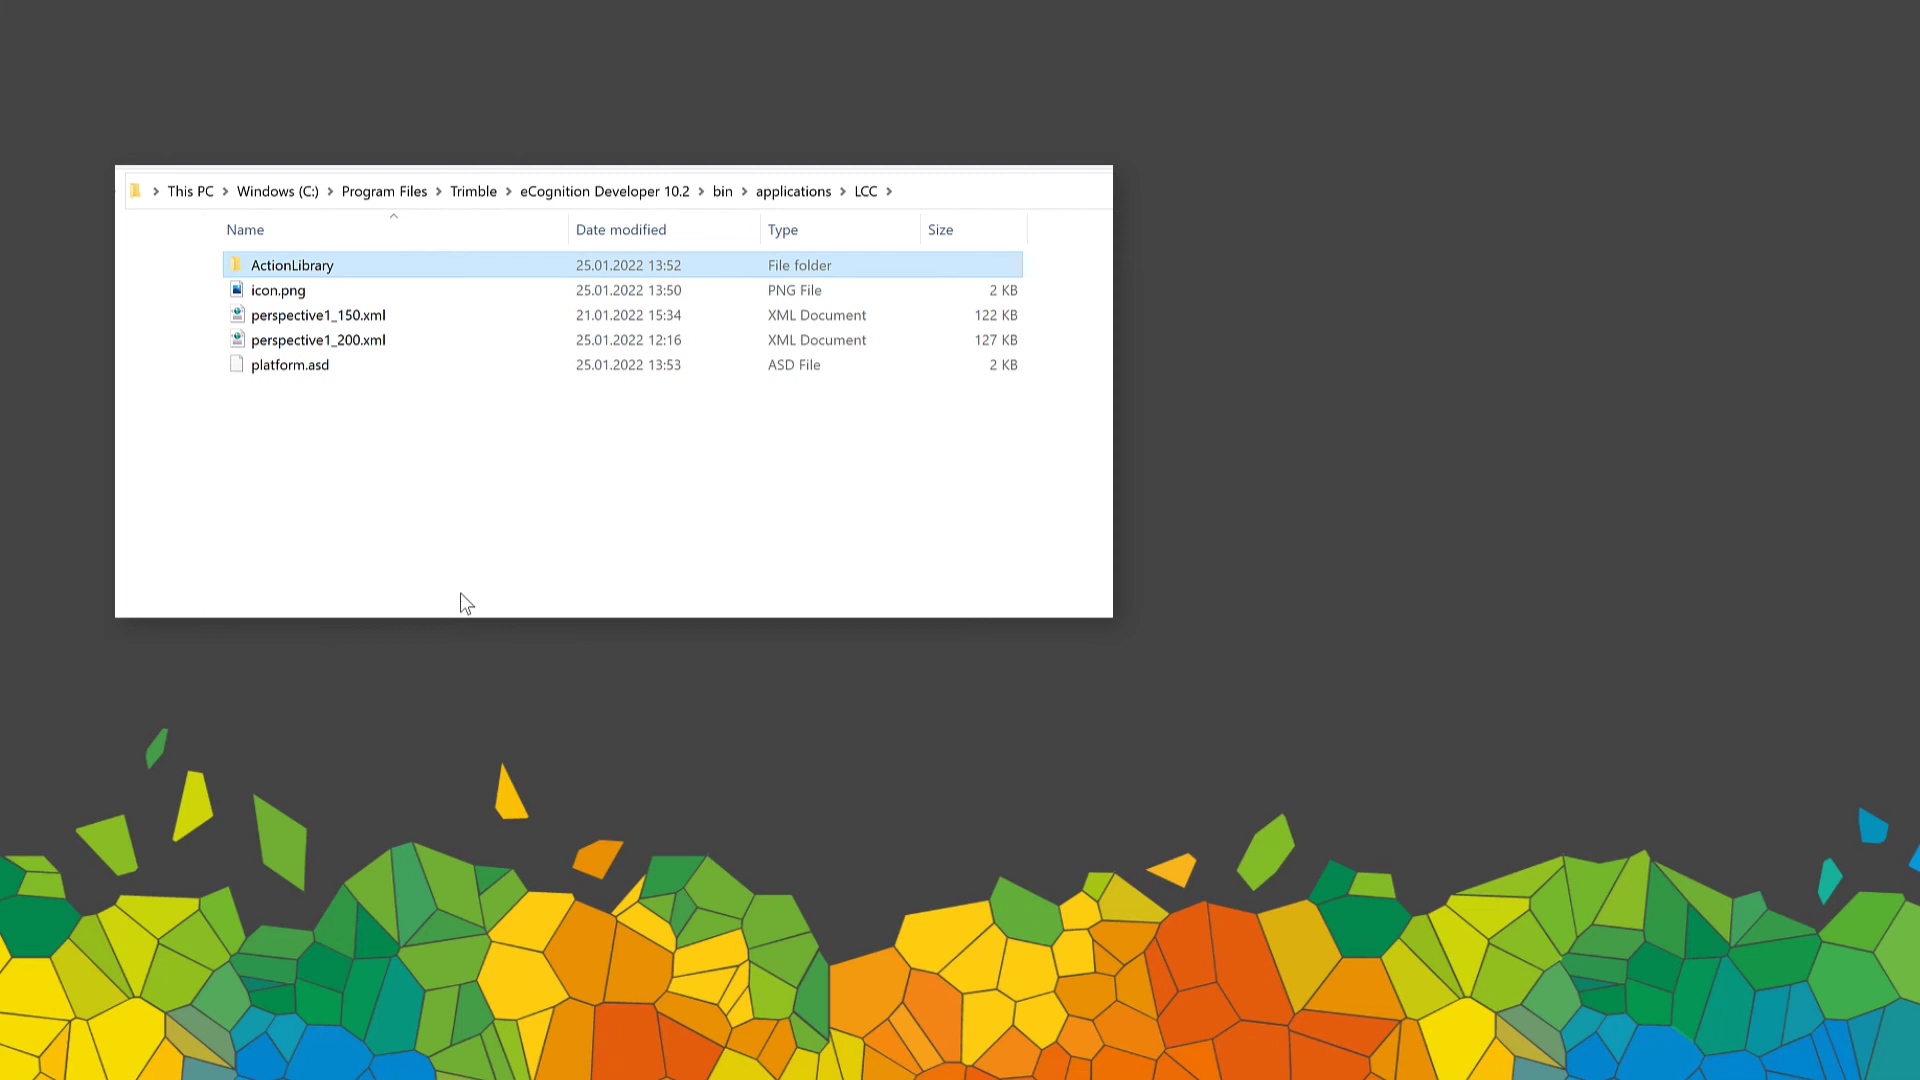 This PC > Windows (C:) > Program Files > Trimble > eCognition Developer 10.2 > bin > applications > LCC >
Name Date modified Type Size
ActionLibrary 25.01.2022 13:52 File folder
icon.png 25.01.2022 13:50 PNG File 2 KB
perspective1_150.xml 21.01.2022 15:34 XML Document 122 KB
perspective1_200.xml 25.01.2022 12:16 XML Document 127 KB
platform.asd 25.01.2022 13:53 ASD File 2 KB